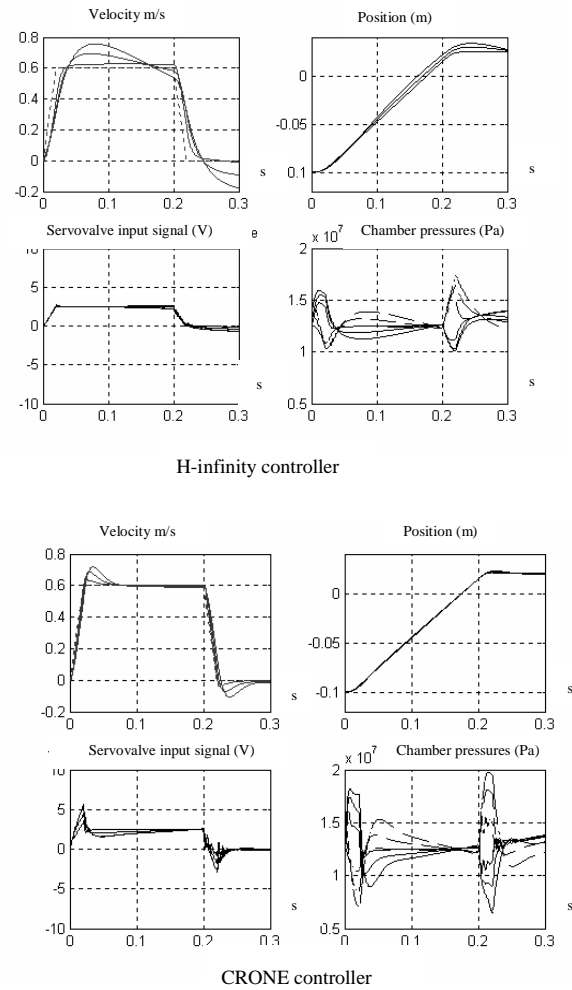 Velocity m/s
Position (m)
0.8
0.6
0.4
0.2
0
-0.2
0 0.1 0.2 0.3
s
0
-0.05
0.1
0 0.1 0.2 0.3
s
Servovalve input signal (V)
e
Chamber pressures (Pa)
10
5
0
-5
-10
0 0.1 0.2 0.3
s
2 x 10^7
1.5
1
0.5
0 0.1 0.2 0.3
s
H-infinity controller
Velocity m/s
Position (m)
0.8
0.6
0.4
0.2
0
-0.2
0 0.1 0.2 0.3
s
0
-0.05
-0.1
0 0.1 0.2 0.3
s
Servovalve input signal (V)
Chamber pressures (Pa)
10
5
0
-5
-10
0 0.1 0.2 0.3
s
2 x 10^7
1.5
1
0.5
0 0.1 0.2 0.3
s
CRONE controller